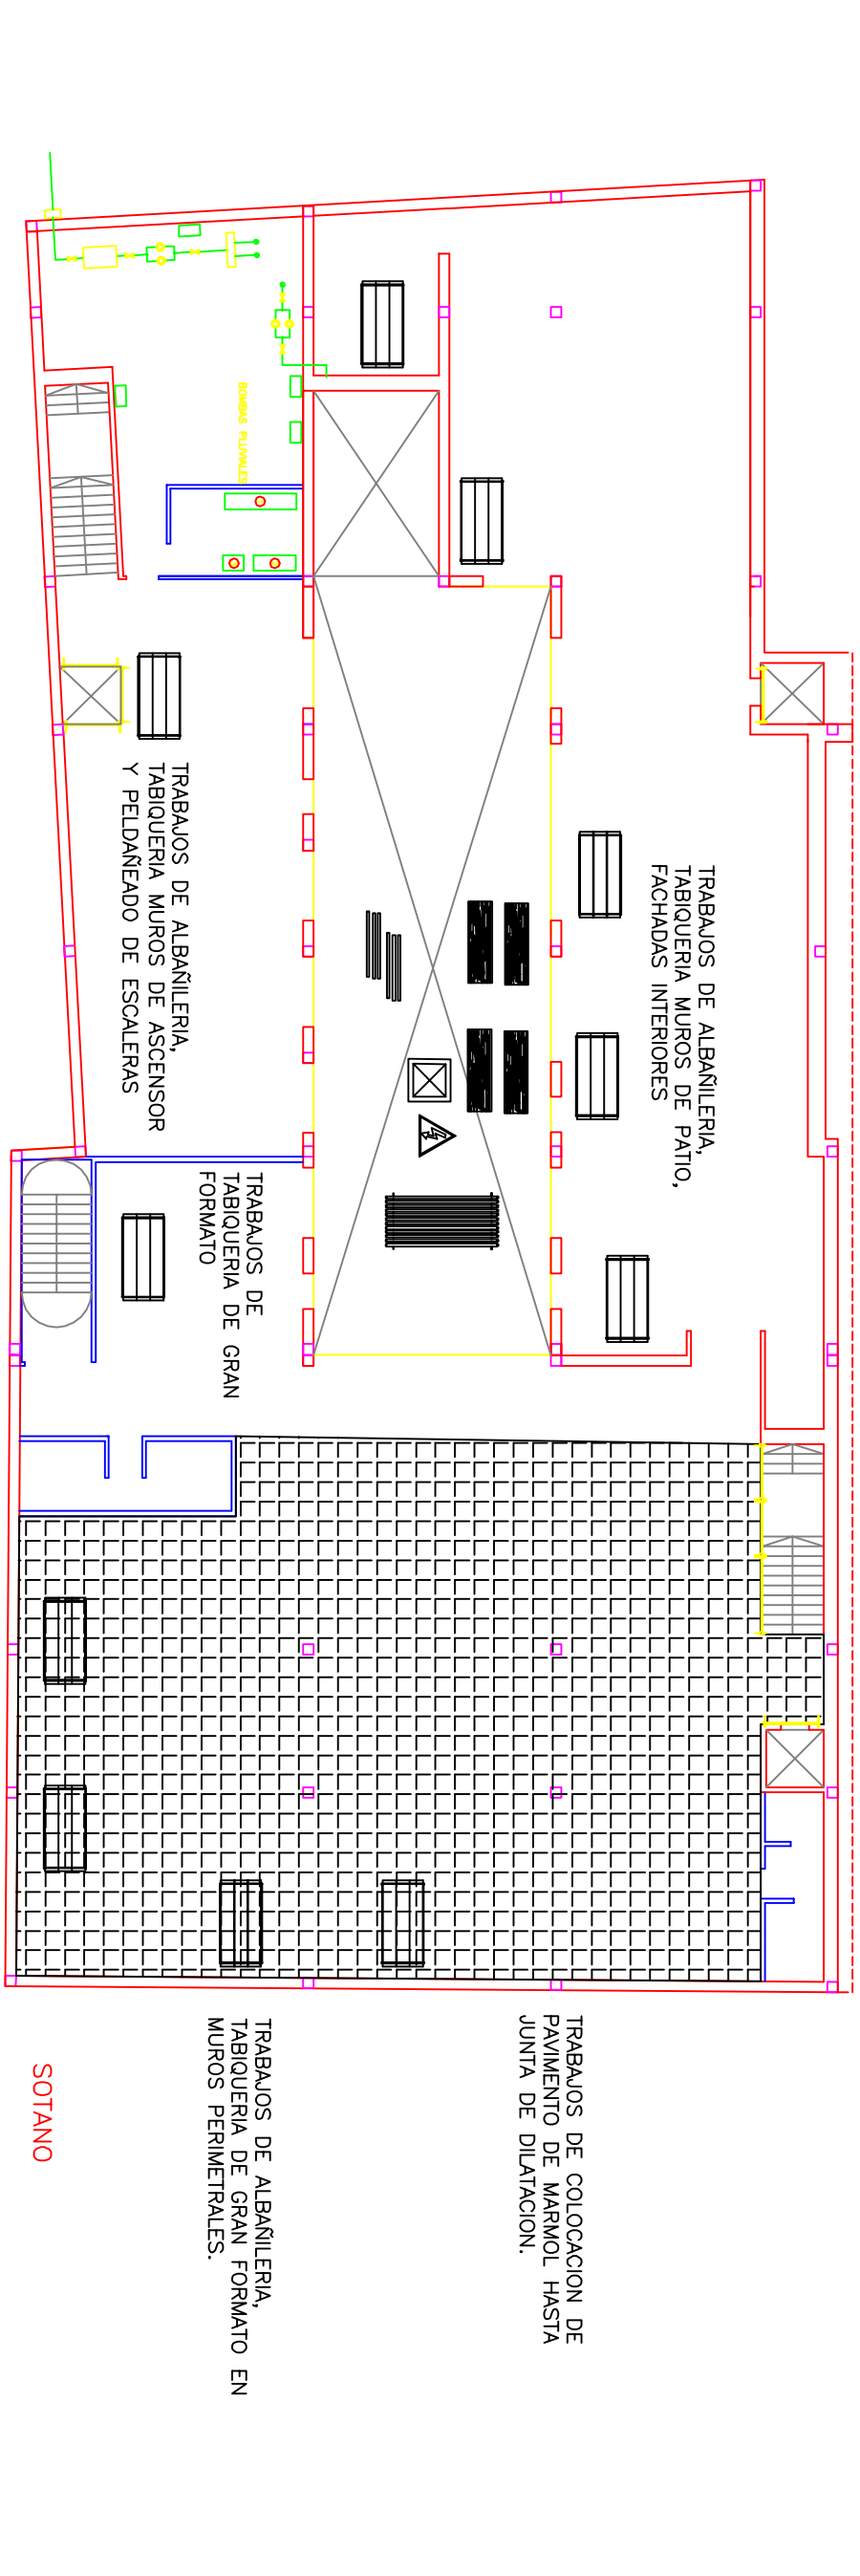 BOMBAS PLUVIALES
TRABAJOS DE ALBAÑILERIA,
TABIQUERIA MUROS DE PATIO,
FACHADAS INTERIORES
TRABAJOS DE ALBAÑILERIA,
TABIQUERIA MUROS DE ASCENSOR
Y PELDAÑEADO DE ESCALERAS
TRABAJOS DE
TABIQUERIA DE GRAN
FORMATO
TRABAJOS DE COLOCACION DE
PAVIMENTO DE MARMOL HASTA
JUNTA DE DILATACION.
TRABAJOS DE ALBAÑILERIA,
TABIQUERIA DE GRAN FORMATO EN
MUROS PERIMETRALES.
SOTANO